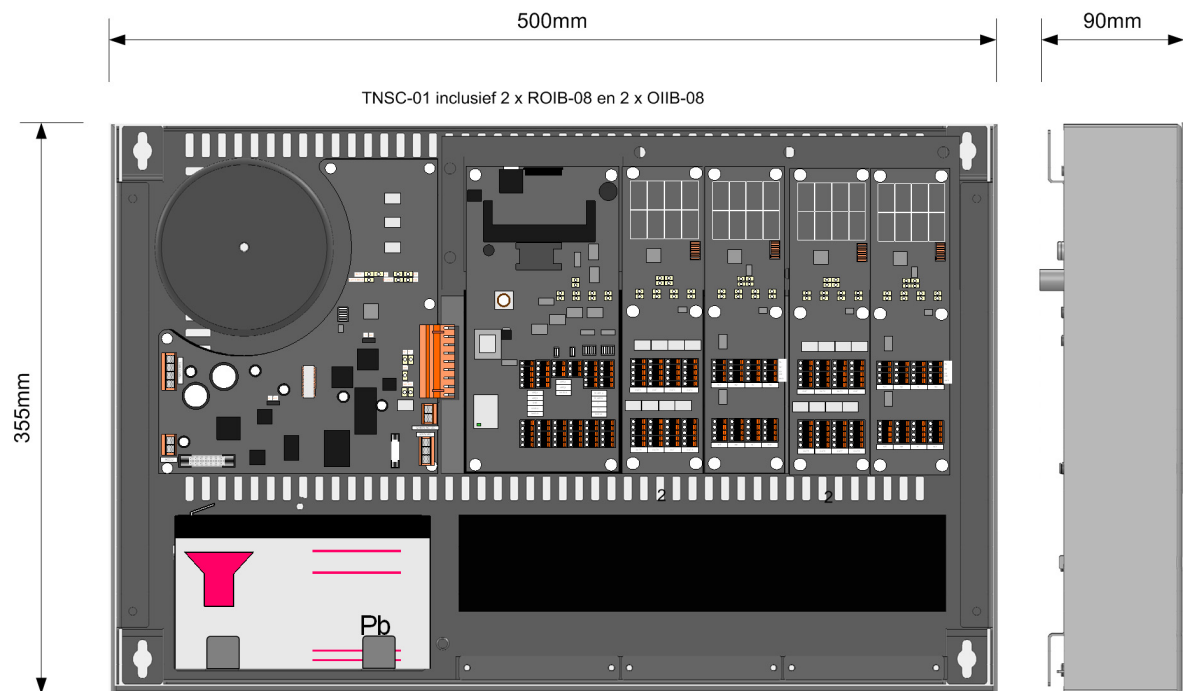 500mm
90mm
TNSC-01 inclusief 2 x ROIB-08 en 2 x OIIB-08
355mm
2
2
Pb